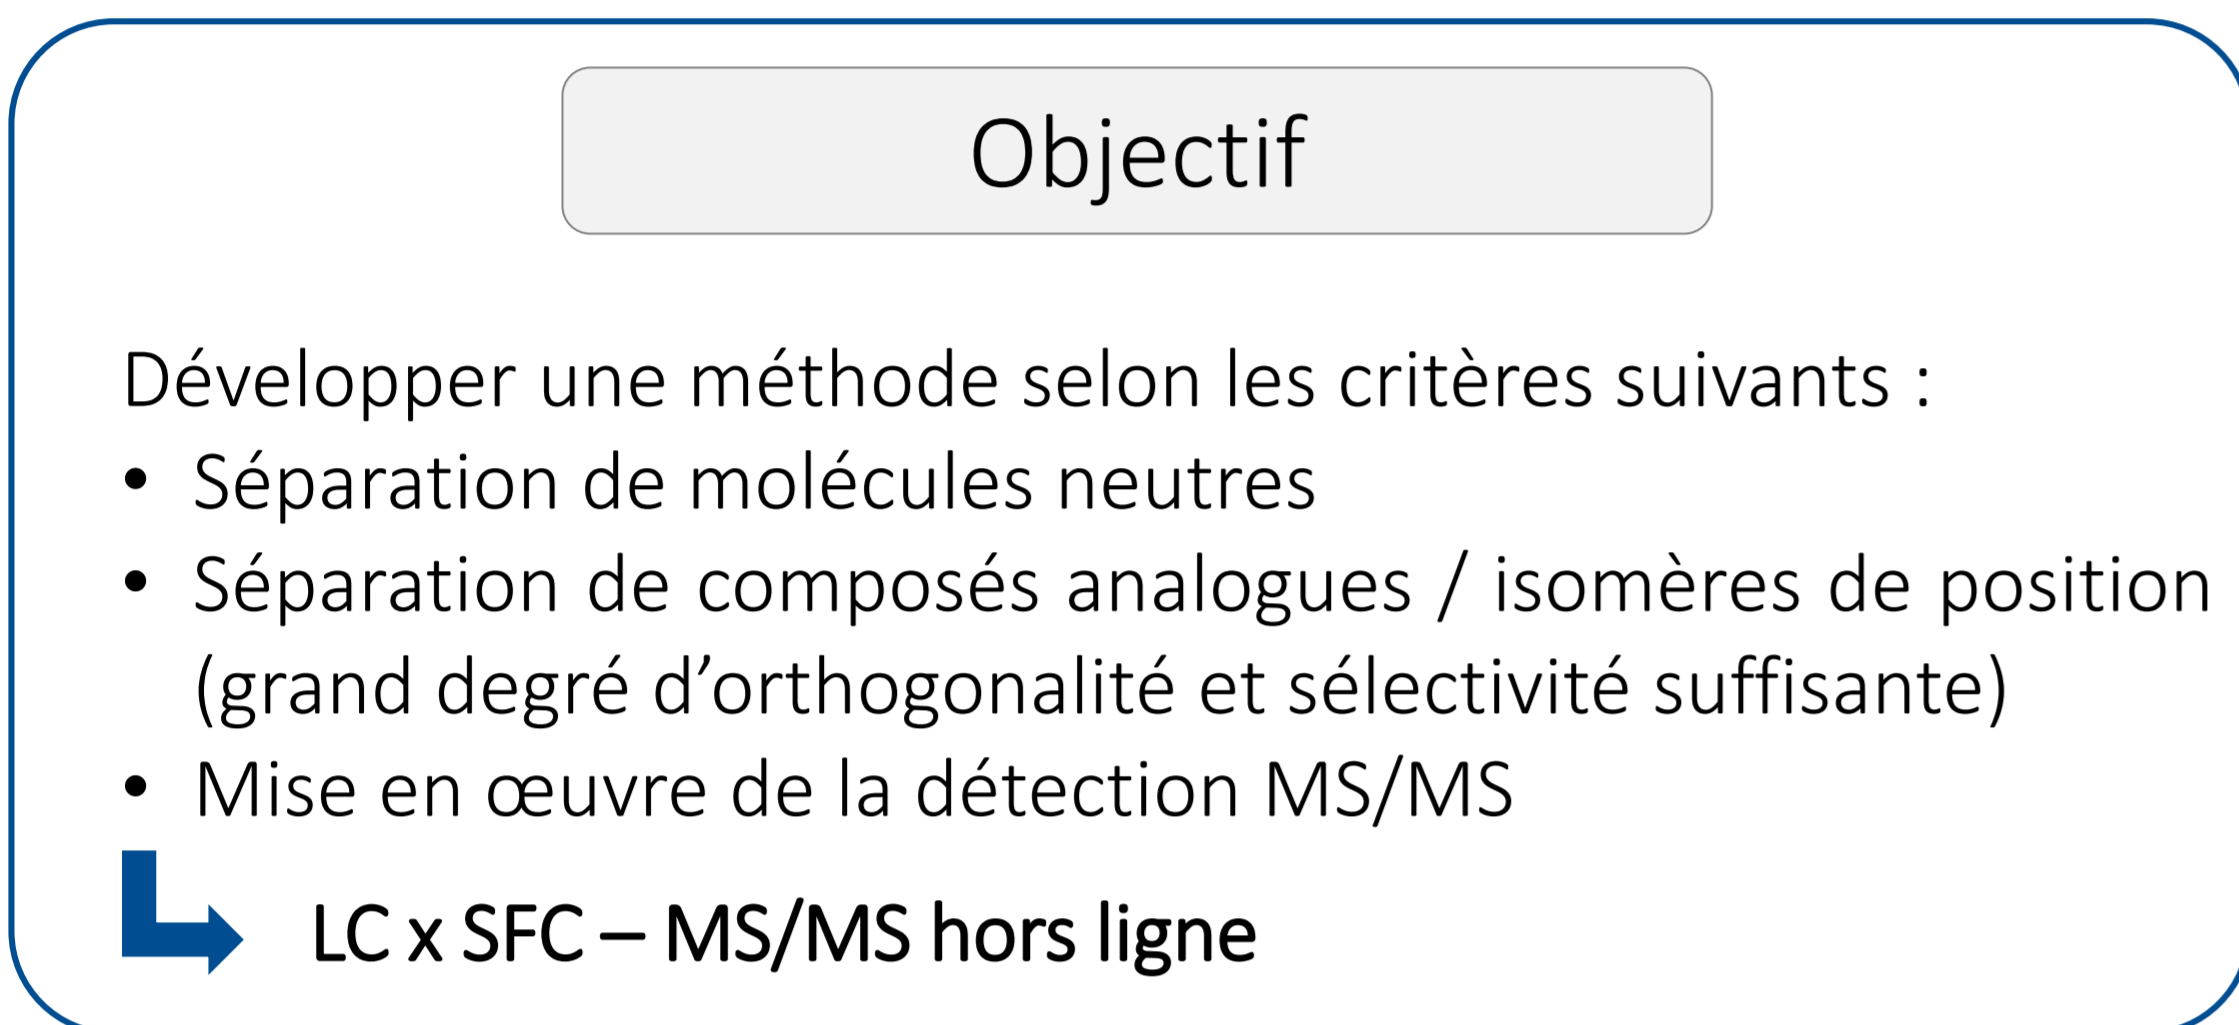 Objectif
Développer une méthode selon les critères suivants :
• Séparation de molécules neutres
• Séparation de composés analogues / isomères de position
(grand degré d’orthogonalité et sélectivité suffisante)
• Mise en œuvre de la détection MS/MS
LC x SFC – MS/MS hors ligne